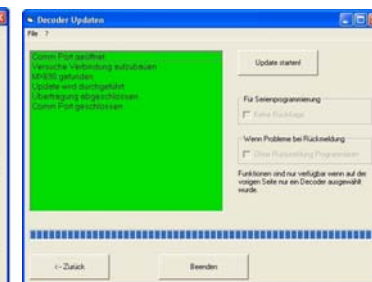 Decoder Updaten
File ?
Comm Port geöffnet
Versuche Verbindung aufzubauen
gefunden
Update wird durchgeführt
Übertragung abgeschlossen
Comm Port geschlossen
Update starten!
Für Serienprogrammierung
Keine Rückfrage
Wenn Probleme bei Rückmeldung
Ohne Rückmeldung Programmieren
Funktionen sind nur verfügbar wenn auf der
vorigen Seite nur ein Decoder ausgewählt
wurde.
<- Zurück
Beenden